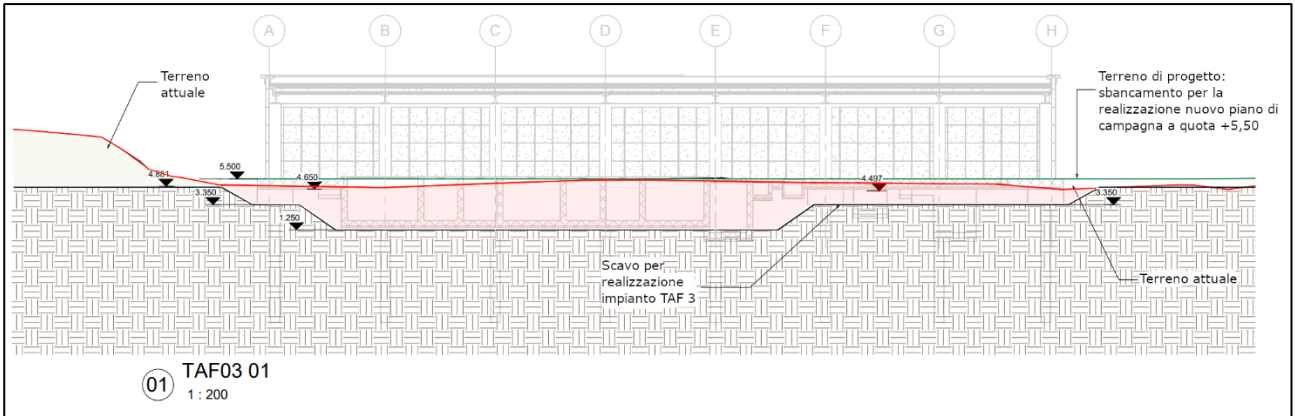 A B C D E F G H
Terreno
attuale
Terreno di progetto:
sbancamento per la
realizzazione nuovo piano di
campagna a quota +5,50
5.500
4.881
4.650
4.497
3.350
3.350
1.250
Scavo per
realizzazione
impianto TAF 3
Terreno attuale
01 TAF03 01
1 : 200